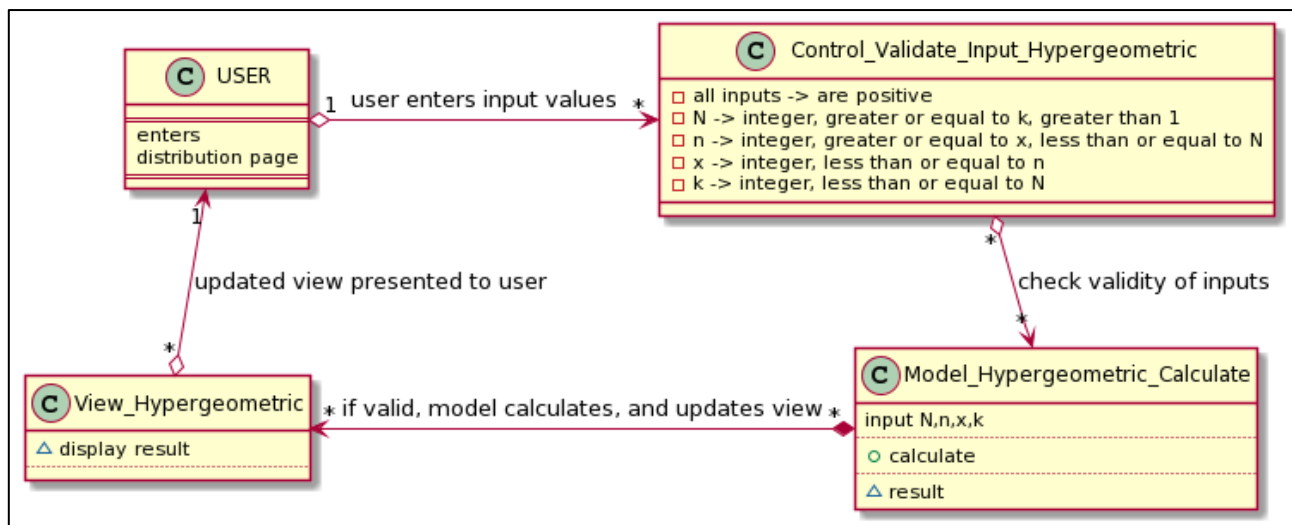 C USER
enters
distribution page
1 user enters input values *
C Control_Validate_Input_Hypergeometric
all inputs -> are positive
N -> integer, greater or equal to k, greater than 1
n -> integer, greater or equal to x, less than or equal to N
x -> integer, less than or equal to n
k -> integer, less than or equal to N
1
updated view presented to user
*
*
check validity of inputs
*
C View_Hypergeometric
display result
* if valid, model calculates, and updates view *
C Model_Hypergeometric_Calculate
input N,n,x,k
calculate
result